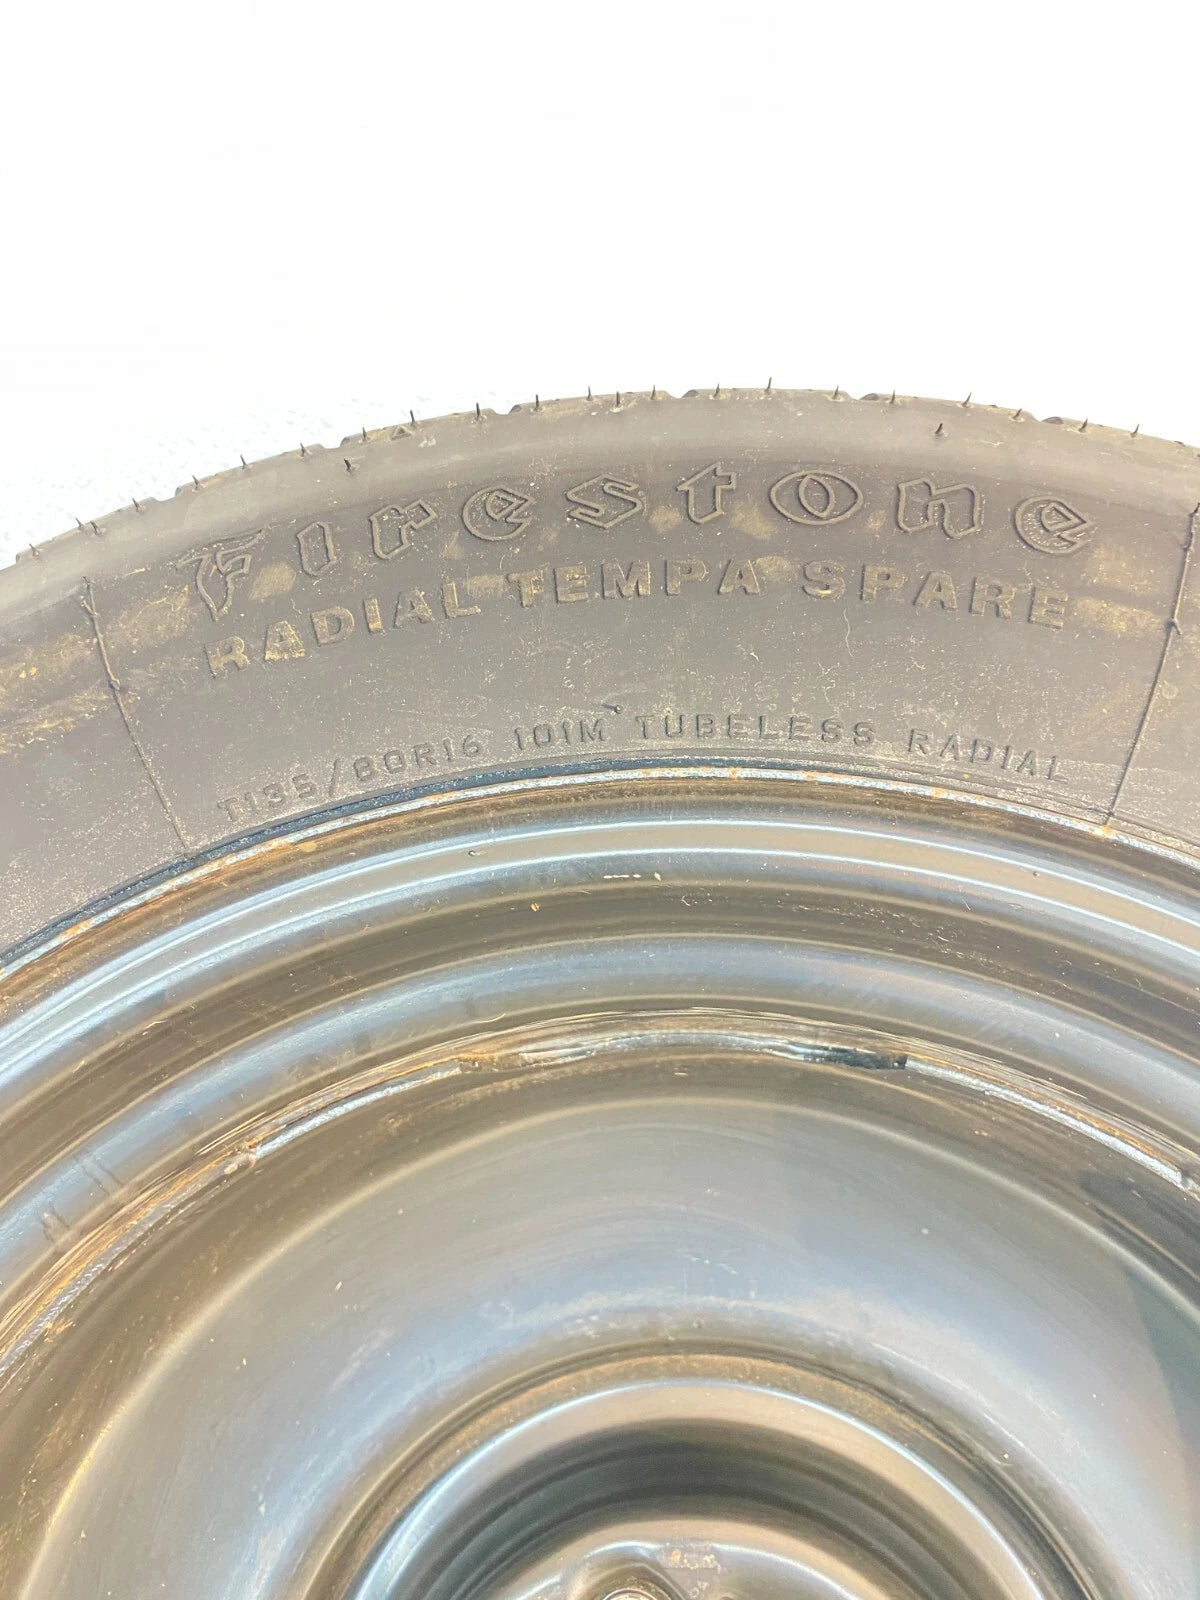 Firestone
RADIAL TEMPA SPARE
T135/80R16 101M TUBELESS RADIAL